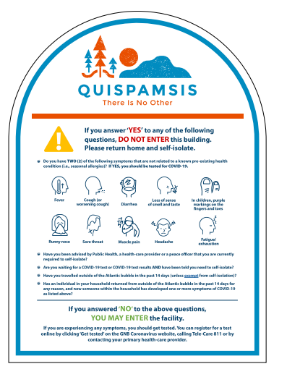 QUISPAMSIS
There Is No Other
If you answer 'YES' to any of the following
questions, DO NOT ENTER this building.
Please return home and self-isolate.
Do you have TWO (2) of the following symptoms that are not related to a known pre-existing health
condition (i.e., seasonal allergies)? If YES, you should be tested for COVID-19.
Fever
Cough (or worsening cough)
Diarrhea
Loss of sense of smell and taste
In children, purple markings on the fingers and toes
Runny nose
Sore throat
Muscle pain
Headache
Fatigue/exhaustion
Have you been advised by Public Health, a health care provider or a peace officer that you are currently
required to self-isolate?
Are you waiting for a COVID-19 test or COVID-19 test results AND have been told you need to self-isolate?
Have you travelled outside of the Atlantic bubble in the past 14 days (unless exempt from self-isolation)?
Has an individual in your household returned from outside of the Atlantic bubble in the past 14 days for
any reason, and now someone within the household has developed one or more symptoms of COVID-19
as listed above?
If you answered 'NO' to the above questions,
YOU MAY ENTER the facility.
If you are experiencing any symptoms, you should get tested. You can register for a test
online by clicking 'Get tested' on the GNB Coronavirus website, calling Tele-Care 811 or by
contacting your primary health-care provider.